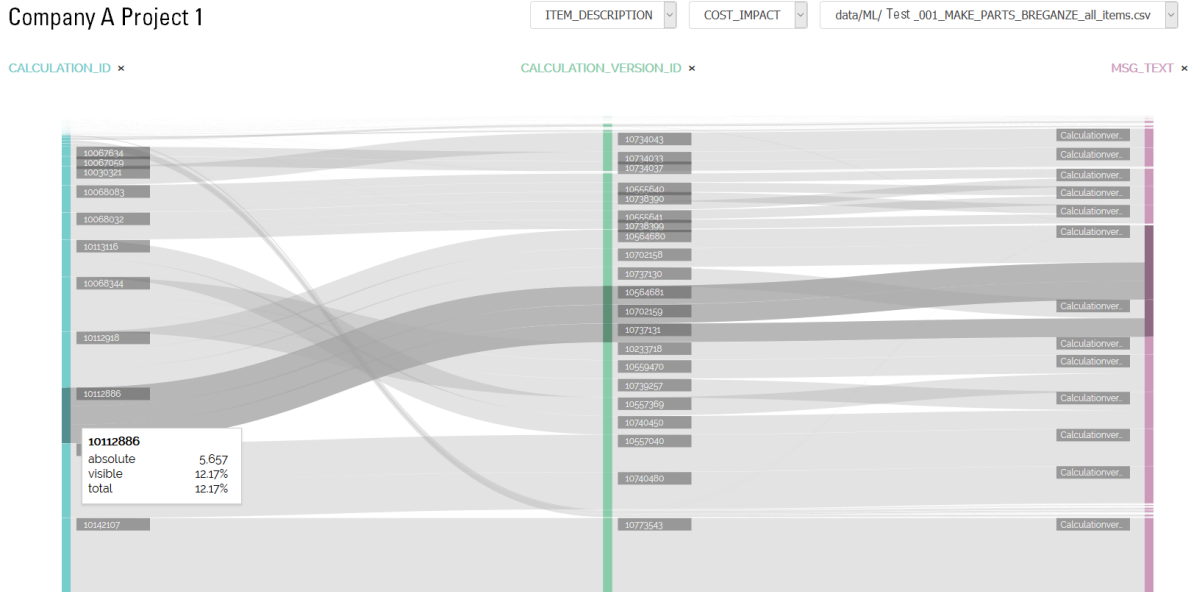 Company A Project 1
ITEM_DESCRIPTION
COST_IMPACT
data/ML/ Test _001_MAKE_PARTS_BREGANZE_all_items.csv
CALCULATION_ID ×
CALCULATION_VERSION_ID ×
MSG_TEXT ×
10067634
10067059
10030321
10068083
10068032
10113116
10068344
10112918
10112886
10112886
absolute 5,657
visible 12.17%
total 12.17%
10142107
10734043
10734033
10734037
10555640
10738390
10555641
10738399
10564680
10702158
10737130
10564681
10702159
10737131
10233718
10559470
10739257
10557369
10740450
10557040
10740480
10773543
Calculationver...
Calculationver...
Calculationver...
Calculationver...
Calculationver...
Calculationver...
Calculationver...
Calculationver...
Calculationver...
Calculationver...
Calculationver...
Calculationver...
Calculationver...